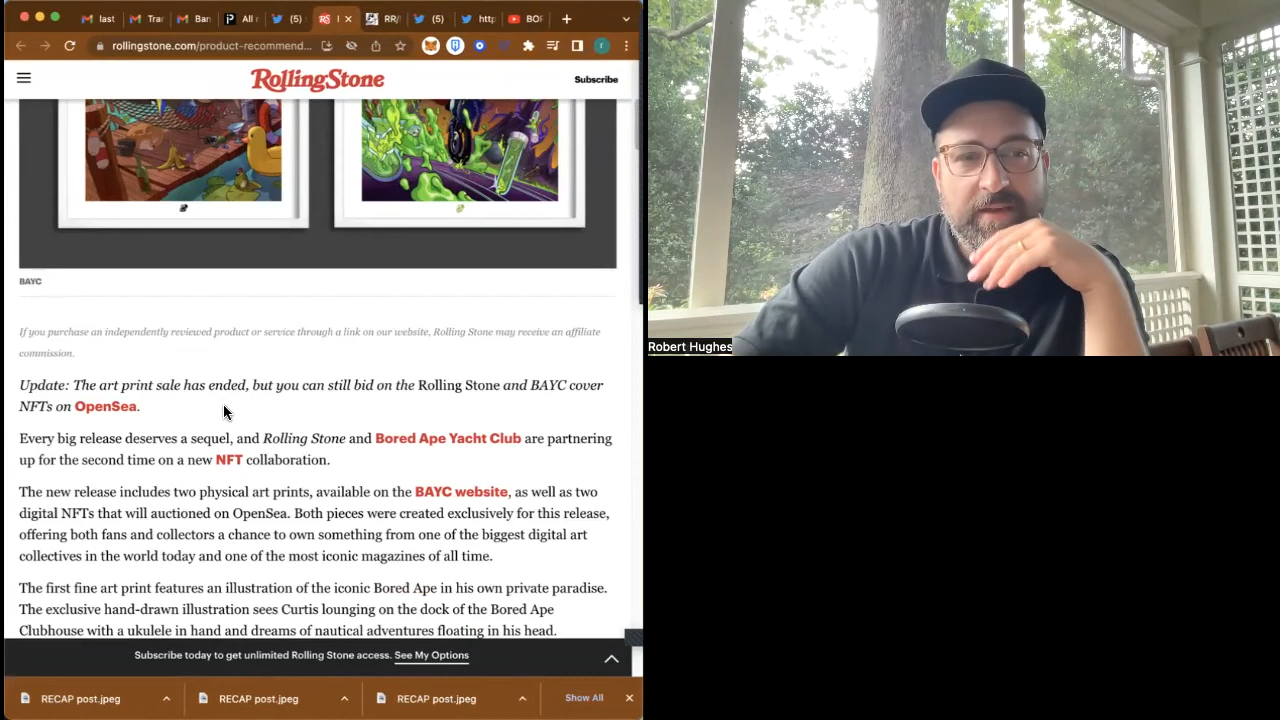 last
Tra
Ban
All r
(5)
RR/
(5)
http
BOF
rollingstone.com/product-recommend...
RollingStone
Subscribe
BAYC
If you purchase an independently reviewed product or service through a link on our website, Rolling Stone may receive an affiliate
commission.
Update: The art print sale has ended, but you can still bid on the Rolling Stone and BAYC cover
NFTs on OpenSea.
Every big release deserves a sequel, and Rolling Stone and Bored Ape Yacht Club are partnering
up for the second time on a new NFT collaboration.
The new release includes two physical art prints, available on the BAYC website, as well as two
digital NFTs that will auctioned on OpenSea. Both pieces were created exclusively for this release,
offering both fans and collectors a chance to own something from one of the biggest digital art
collectives in the world today and one of the most iconic magazines of all time.
The first fine art print features an illustration of the iconic Bored Ape in his own private paradise.
The exclusive hand-drawn illustration sees Curtis lounging on the dock of the Bored Ape
Clubhouse with a ukulele in hand and dreams of nautical adventures floating in his head.
Subscribe today to get unlimited Rolling Stone access. See My Options
RECAP post.jpeg
RECAP post.jpeg
RECAP post.jpeg
Show All
Robert Hughes